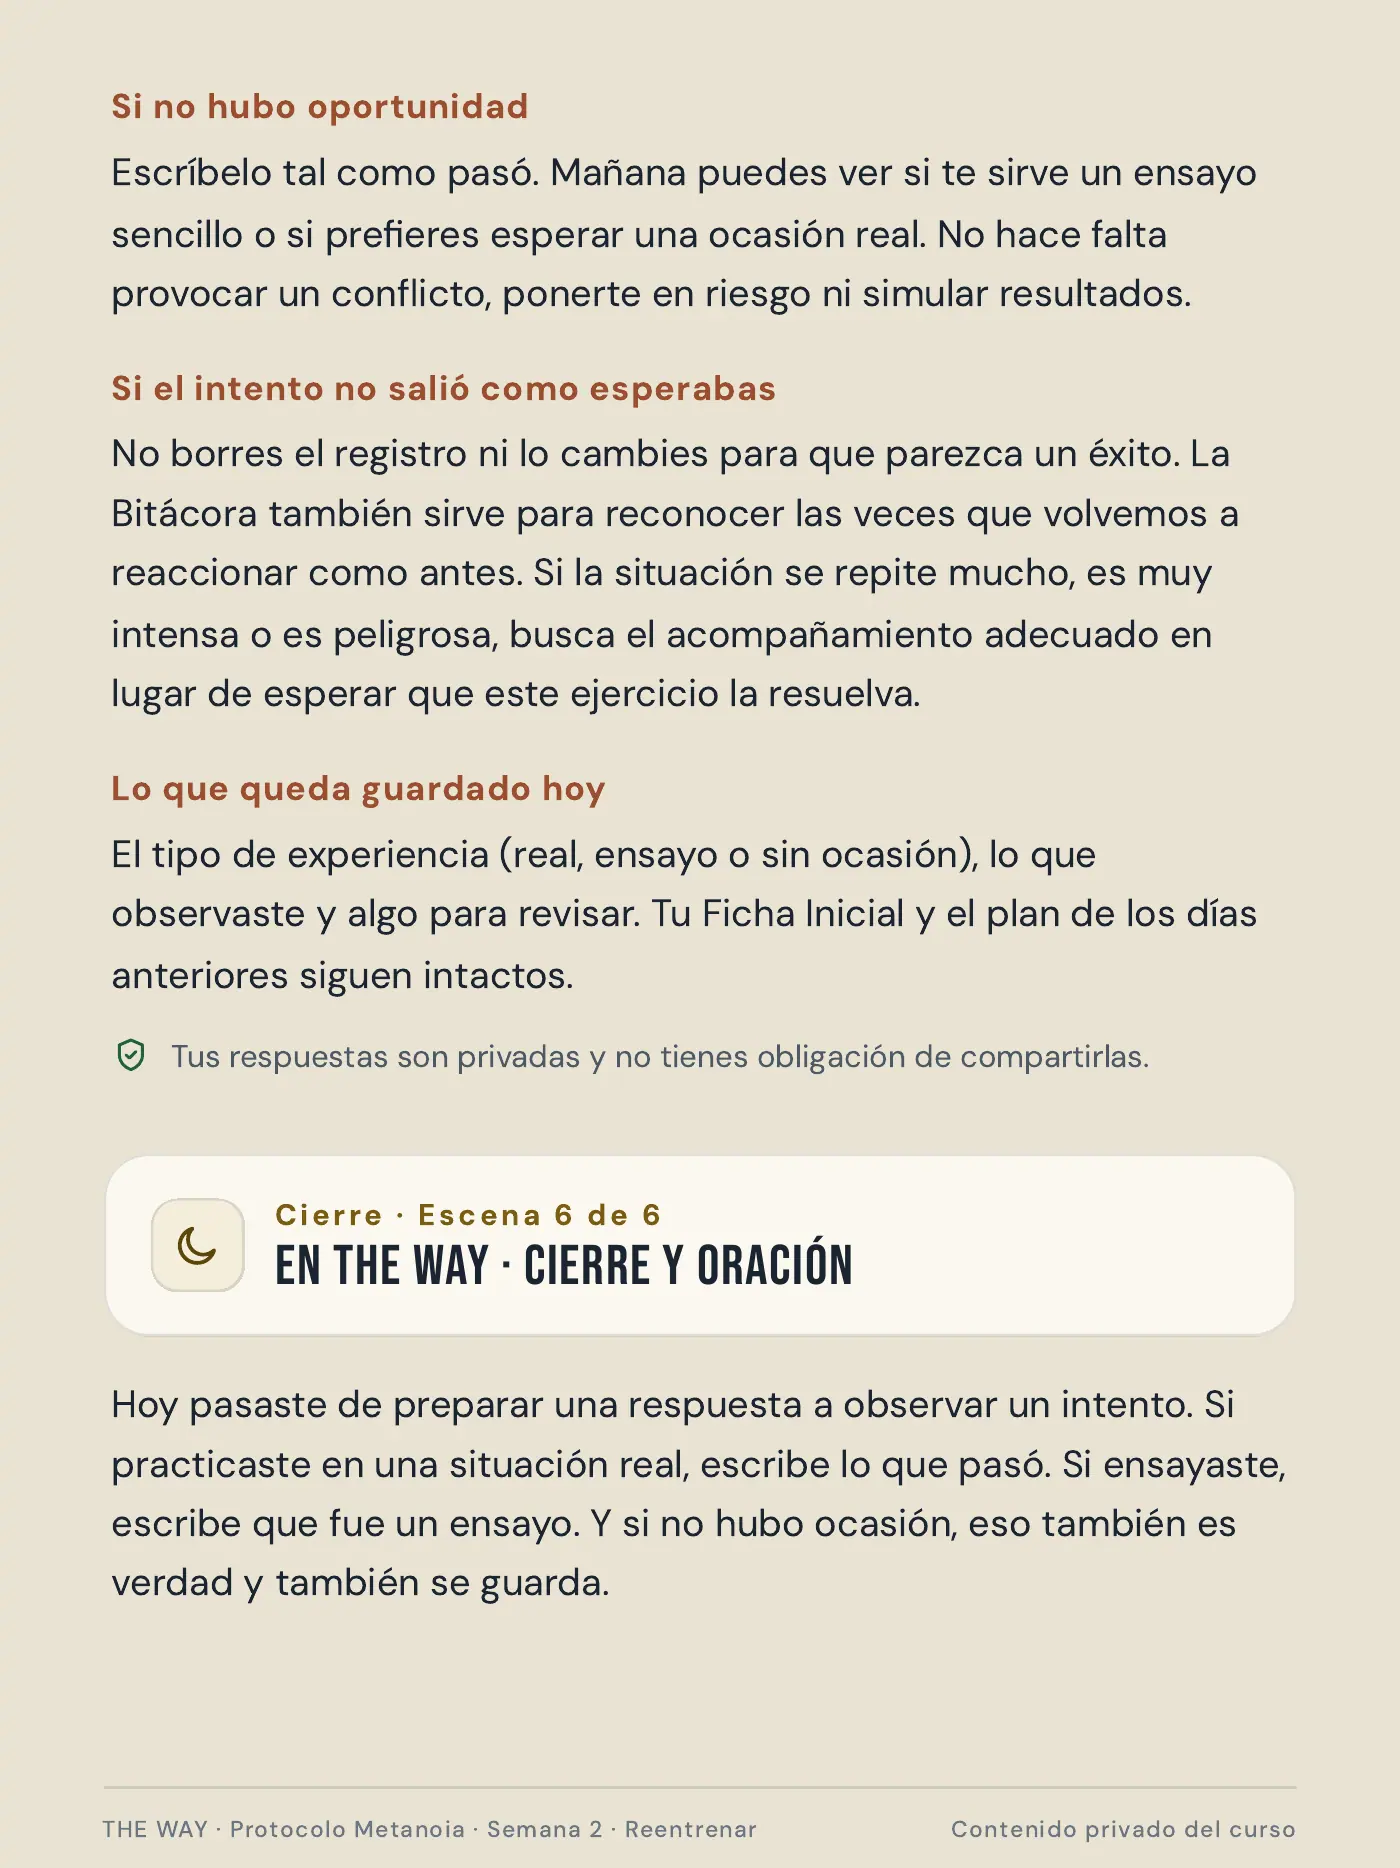 Si no hubo oportunidad
Escríbelo tal como pasó. Mañana puedes ver si te sirve un ensayo
sencillo o si prefieres esperar una ocasión real. No hace falta
provocar un conflicto, ponerte en riesgo ni simular resultados.
Si el intento no salió como esperabas
No borres el registro ni lo cambies para que parezca un éxito. La
Bitácora también sirve para reconocer las veces que volvemos a
reaccionar como antes. Si la situación se repite mucho, es muy
intensa o es peligrosa, busca el acompañamiento adecuado en
lugar de esperar que este ejercicio la resuelva.
Lo que queda guardado hoy
El tipo de experiencia (real, ensayo o sin ocasión), lo que
observaste y algo para revisar. Tu Ficha Inicial y el plan de los días
anteriores siguen intactos.
Tus respuestas son privadas y no tienes obligación de compartirlas.
Cierre · Escena 6 de 6
EN THE WAY · CIERRE Y ORACIÓN
Hoy pasaste de preparar una respuesta a observar un intento. Si
practicaste en una situación real, escribe lo que pasó. Si ensayaste,
escribe que fue un ensayo. Y si no hubo ocasión, eso también es
verdad y también se guarda.
THE WAY · Protocolo Metanoia · Semana 2 · Reentrenar
Contenido privado del curso